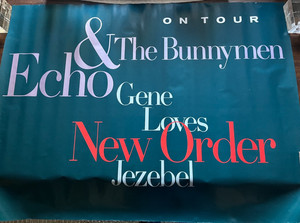 ON TOUR
& The Bunnymen
Echo
Gene
Loves
New Order
Jezebel